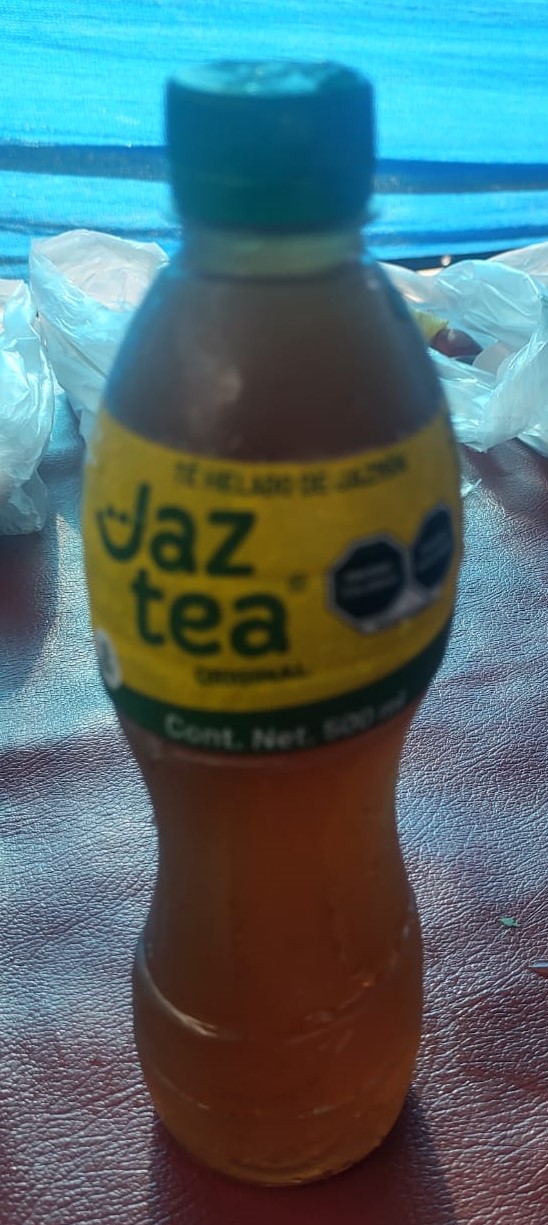 TÉ HELADO DE JAZMÍN
Jaz
tea
ORIGINAL
Cont. Net. 500 ml